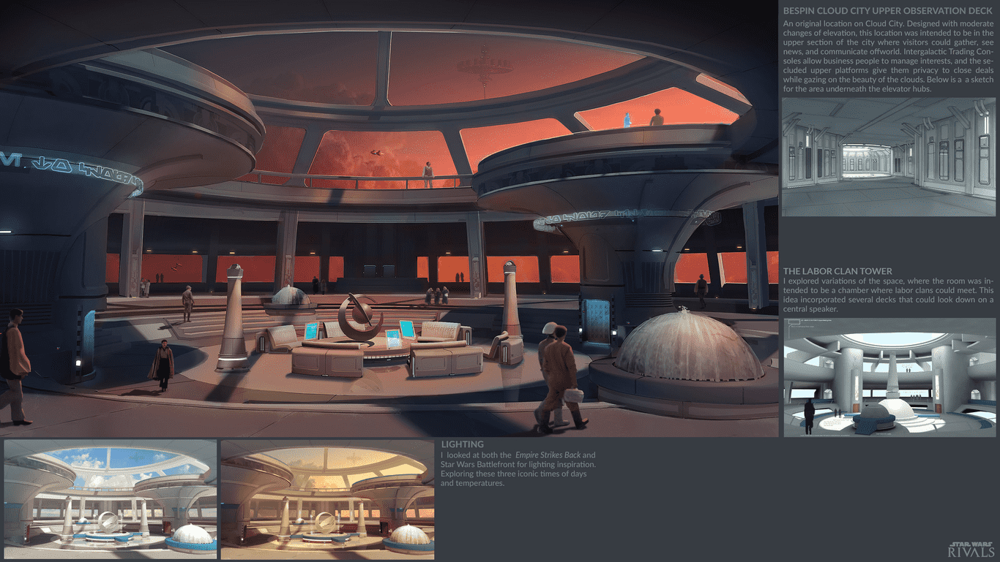 BESPIN CLOUD CITY UPPER OBSERVATION DECK
An original location on Cloud City. Designed with moderate
changes of elevation, this location was intended to be in the
upper section of the city where visitors could gather, see
news, and communicate offworld. Intergalactic Trading Con-
soles allow business people to manage interests, and the se-
cluded upper platforms give them privacy to close deals
while gazing on the beauty of the clouds. Below is a a sketch
for the area underneath the elevator hubs.
THE LABOR CLAN TOWER
I explored variations of the space, where the room was in-
tended to be a chamber where labor clans could meet. This
idea incorporated several decks that could look down on a
central speaker.
LIGHTING
I looked at both the Empire Strikes Back and
Star Wars Battlefront for lighting inspiration.
Exploring these three iconic times of days
and temperatures.
STAR WARS
RIVALS